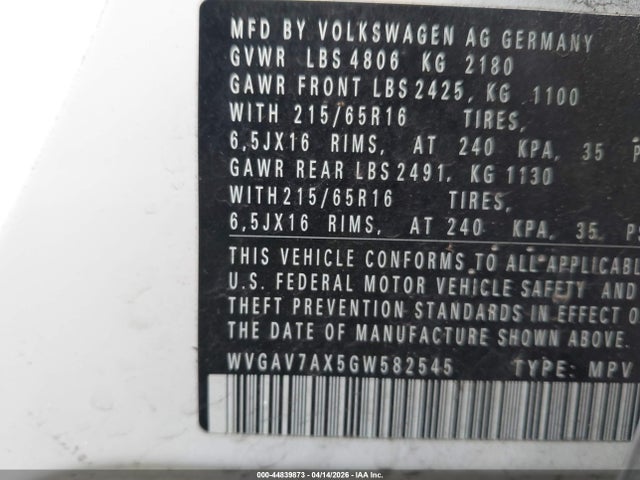 MFD BY VOLKSWAGEN AG GERMANY
GVWR LBS 4806 KG 2180
GAWR FRONT LBS 2425, KG 1100
WITH 215/65R16 TIRES,
6,5JX16 RIMS, AT 240 KPA, 35 P
GAWR REAR LBS 2491, KG 1130
WITH 215/65R16 TIRES,
6,5JX16 RIMS, AT 240 KPA, 35 PS
THIS VEHICLE CONFORMS TO ALL APPLICABL
U.S. FEDERAL MOTOR VEHICLE SAFETY AND
THEFT PREVENTION STANDARDS IN EFFECT O
THE DATE OF MANUFACTURE SHOWN ABOVE.
WVGAV7AX5GW582545 TYPE: MPV
000 - 44839873 - 04/14/2026 - IAA Inc.